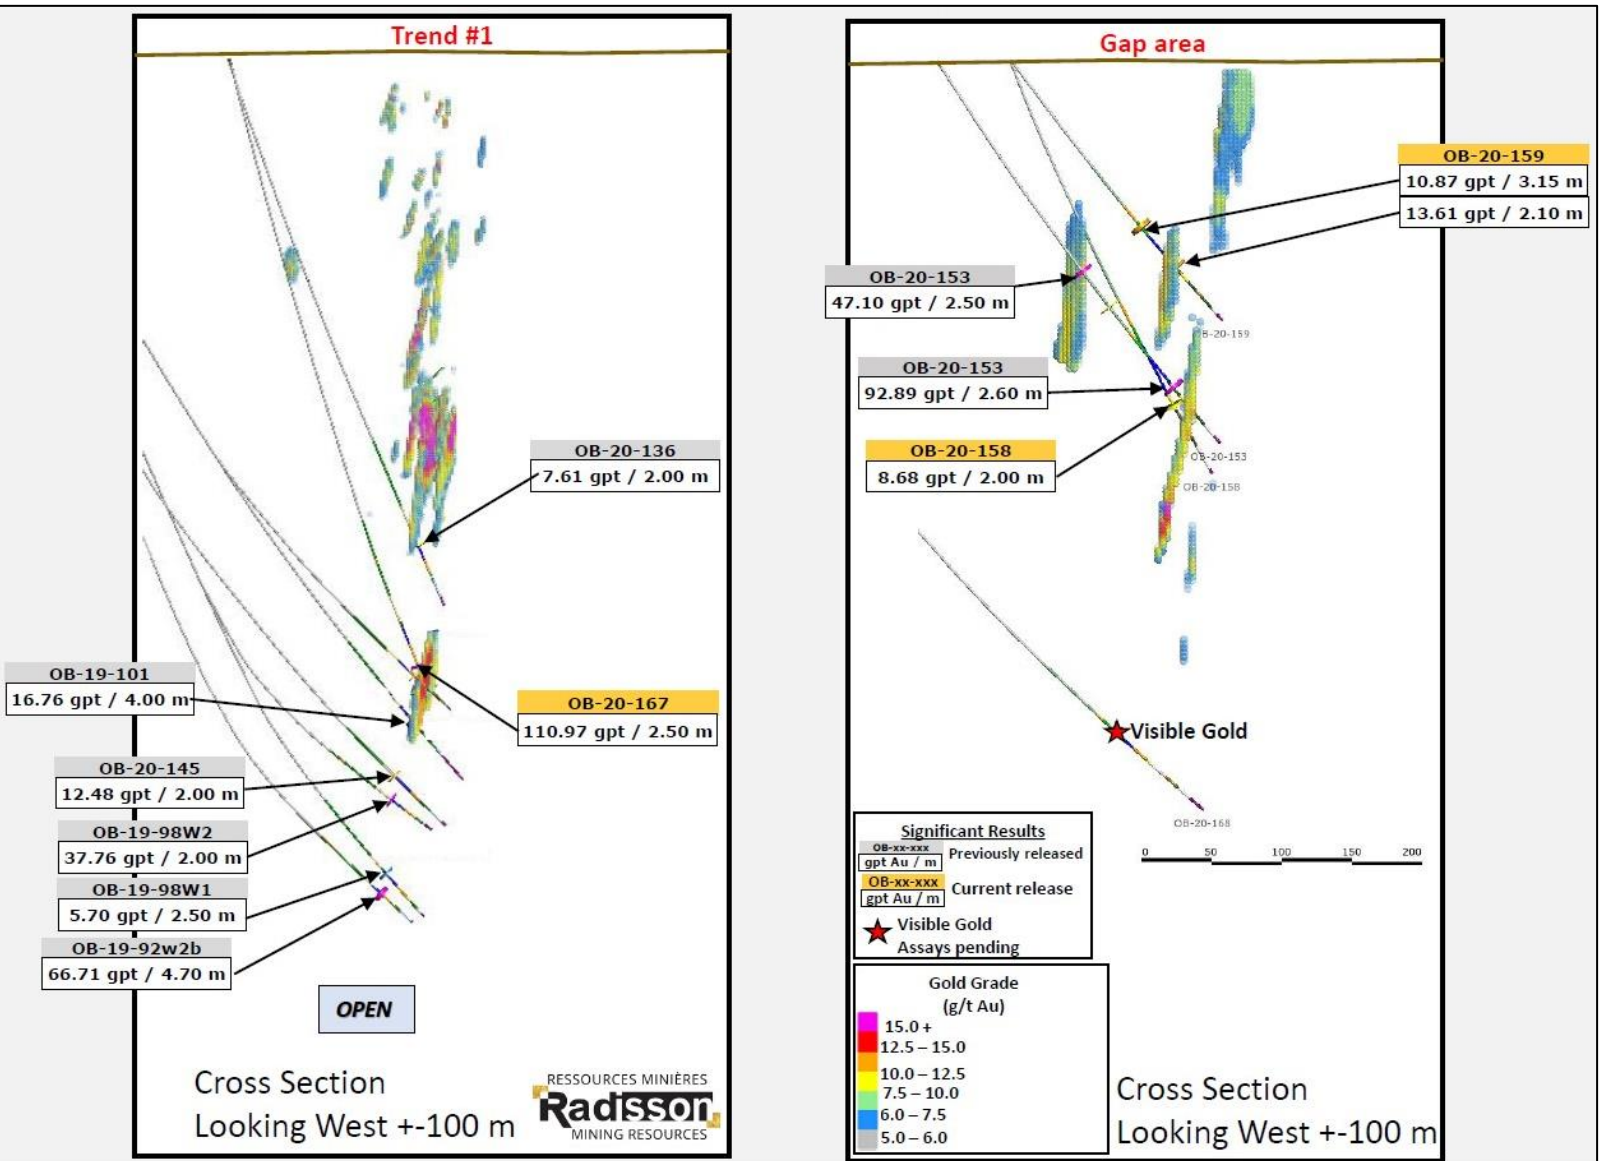 Trend #1
OB-20-136
7.61 gpt / 2.00 m
OB-19-101
16.76 gpt / 4.00 m
OB-20-167
110.97 gpt / 2.50 m
OB-20-145
12.48 gpt / 2.00 m
OB-19-98W2
37.76 gpt / 2.00 m
OB-19-98W1
5.70 gpt / 2.50 m
OB-19-92w2b
66.71 gpt / 4.70 m
OPEN
Cross Section
Looking West +-100 m
RESSOURCES MINIÈRES
Radisson
MINING RESOURCES
Gap area
OB-20-159
10.87 gpt / 3.15 m
13.61 gpt / 2.10 m
OB-20-153
47.10 gpt / 2.50 m
B-20-159
OB-20-153
92.89 gpt / 2.60 m
OB-20-158
8.68 gpt / 2.00 m
OB-20-153
OB-20-158
Visible Gold
OB-20-168
Significant Results
OB-xx-xxx
gpt Au / m
Previously released
OB-xx-xxx
gpt Au / m
Current release
Visible Gold
Assays pending
0 50 100 150 200
Gold Grade
(g/t Au)
15.0 +
12.5 – 15.0
10.0 – 12.5
7.5 – 10.0
6.0 – 7.5
5.0 – 6.0
Cross Section
Looking West +-100 m